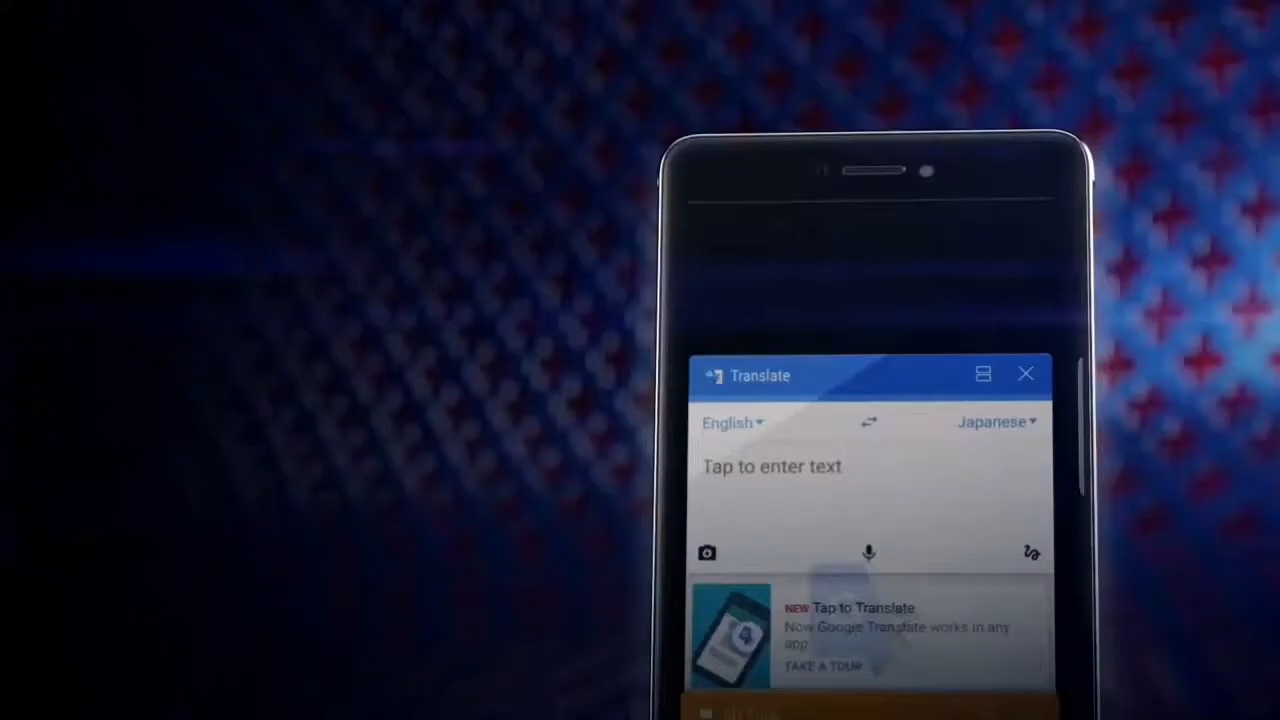 Translate
English
Japanese
Tap to enter text
NEW Tap to Translate
Now Google Translate works in any
app
TAKE A TOUR